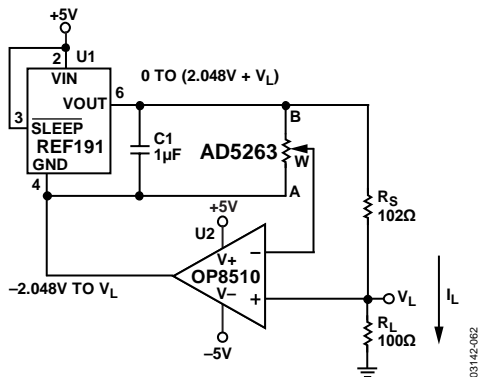 +5V
2
U1
VIN
6
0 TO (2.048V + VL)
VOUT
B
3
SLEEP
C1
1µF
AD5263
W
REF191
GND
4
A
RS
102Ω
+5V
U2
V+
–
OP8510
–2.048V TO VL
V–
+
VL
IL
RL
100Ω
–5V
03142-062